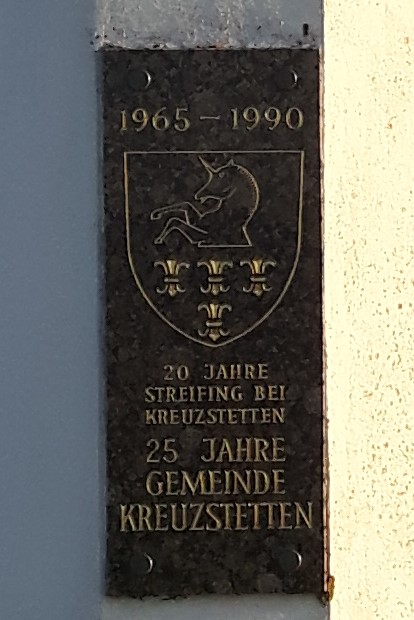 1965 – 1990
20 JAHRE
STREIFING BEI
KREUZSTETTEN
25 JAHRE
GEMEINDE
KREUZSTETTEN